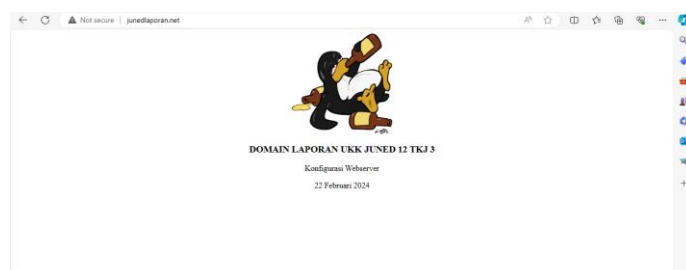 Not secure junedlaporan.net
DOMAIN LAPORAN UKK JUNED 12 TKJ 3
Konfigurasi Webserver
22 Februari 2024